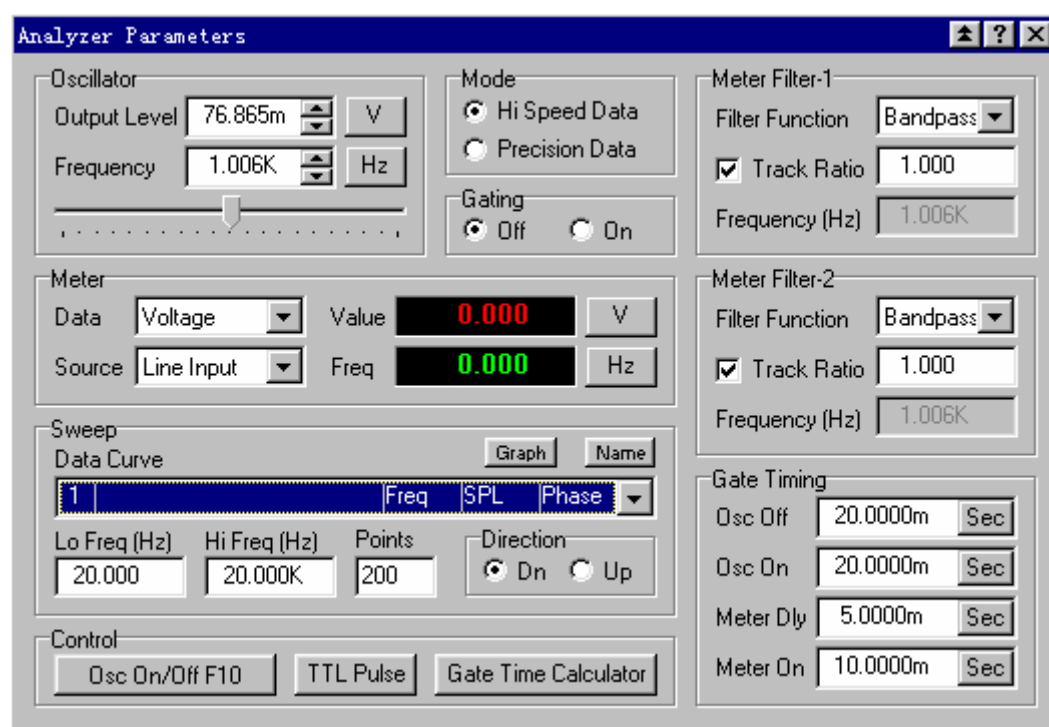 Analyzer Parameters
Oscillator
Output Level 76.865m V
Frequency 1.006K Hz
Mode
Hi Speed Data
Precision Data
Gating
Off On
Meter Filter-1
Filter Function Bandpass
Track Ratio 1.000
Frequency (Hz) 1.006K
Meter
Data Voltage Value 0.000 V
Source Line Input Freq 0.000 Hz
Meter Filter-2
Filter Function Bandpass
Track Ratio 1.000
Frequency (Hz) 1.006K
Sweep
Data Curve Graph Name
1 Freq SPL Phase
Lo Freq (Hz) Hi Freq (Hz) Points
20.000 20.000K 200
Direction
Dn Up
Gate Timing
Osc Off 20.0000m Sec
Osc On 20.0000m Sec
Meter Dly 5.0000m Sec
Meter On 10.0000m Sec
Control
Osc On/Off F10 TTL Pulse Gate Time Calculator